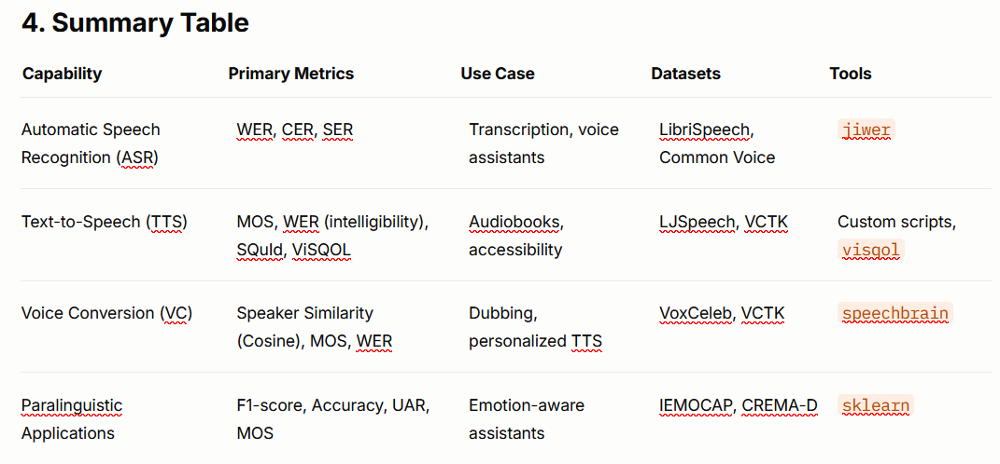 4. Summary Table
Capability Primary Metrics Use Case Datasets Tools
Automatic Speech Recognition (ASR) WER, CER, SER Transcription, voice assistants LibriSpeech, Common Voice jiwer
Text-to-Speech (TTS) MOS, WER (intelligibility), SQuId, ViSQOL Audiobooks, accessibility LJSpeech, VCTK Custom scripts, visqol
Voice Conversion (VC) Speaker Similarity (Cosine), MOS, WER Dubbing, personalized TTS VoxCeleb, VCTK speechbrain
Paralinguistic Applications F1-score, Accuracy, UAR, MOS Emotion-aware assistants IEMOCAP, CREMA-D sklearn